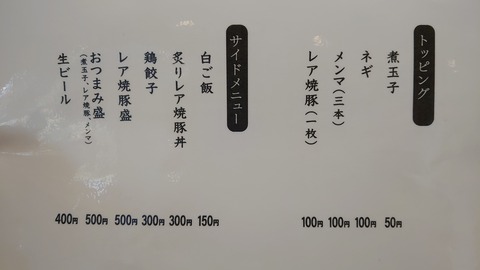 トッピング
煮玉子 50円
ネギ 100円
メンマ（三本） 100円
レア焼豚（一枚） 100円
サイドメニュー
白ご飯 150円
炙りレア焼豚丼 300円
鶏餃子 300円
レア焼豚盛 500円
おつまみ盛 500円
（煮玉子、レア焼豚、メンマ）
生ビール 400円